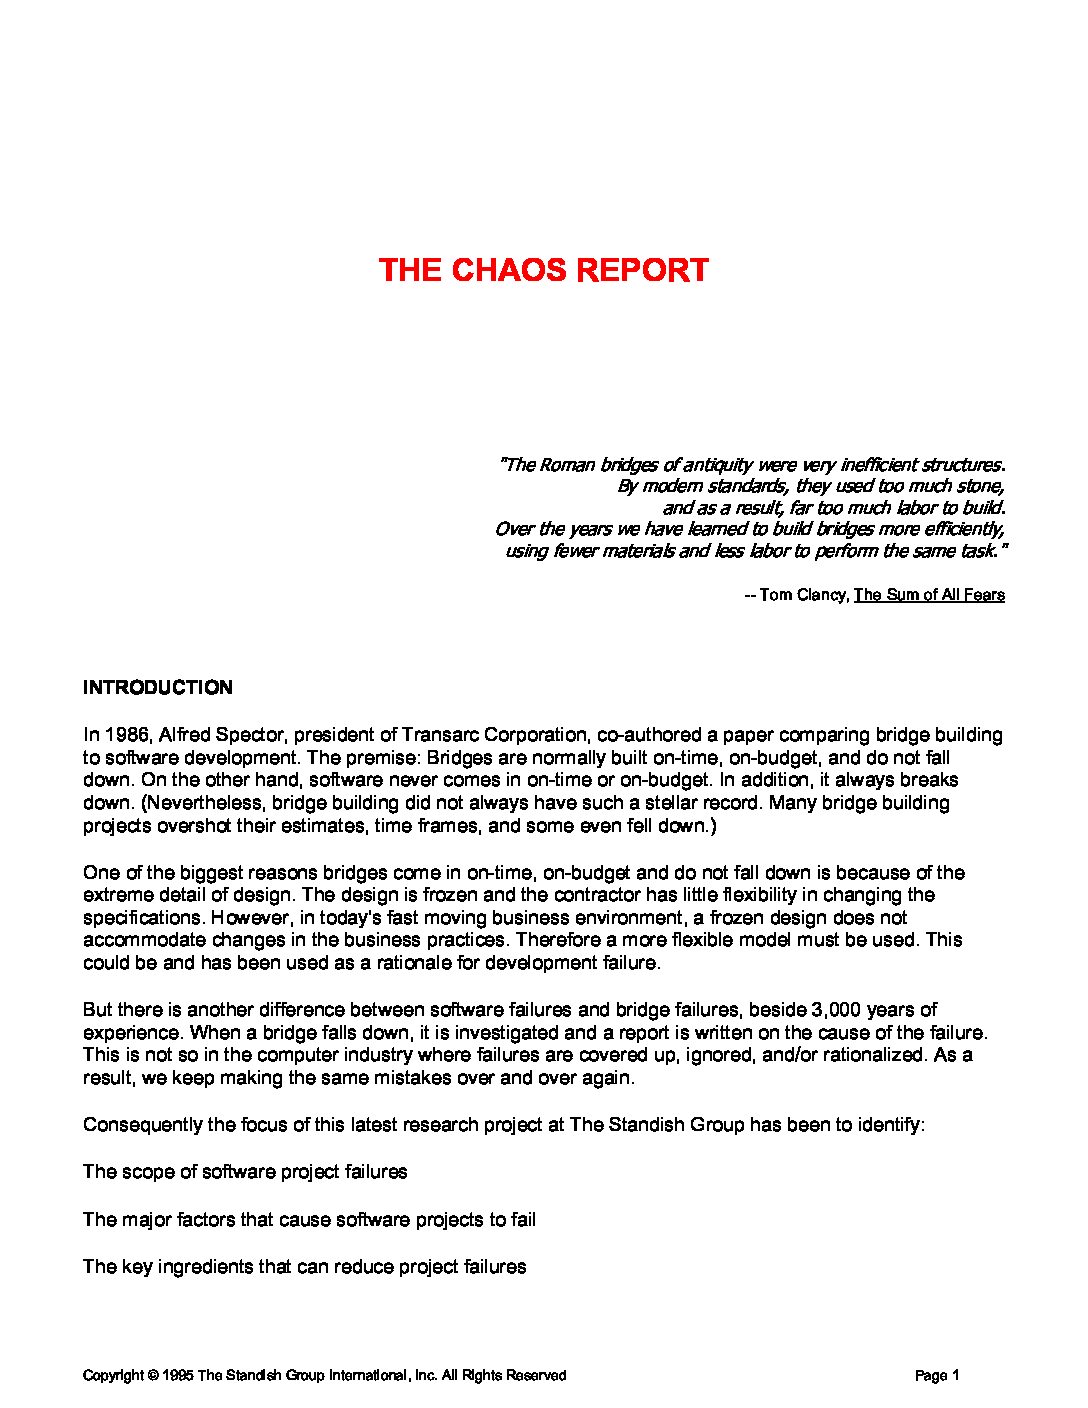 THE CHAOS REPORT
"The Roman bridges of antiquity were very inefficient structures.
By modern standards, they used too much stone,
and as a result, far too much labor to build.
Over the years we have learned to build bridges more efficiently,
using fewer materials and less labor to perform the same task."
-- Tom Clancy, The Sum of All Fears
INTRODUCTION
In 1986, Alfred Spector, president of Transarc Corporation, co-authored a paper comparing bridge building
to software development. The premise: Bridges are normally built on-time, on-budget, and do not fall
down. On the other hand, software never comes in on-time or on-budget. In addition, it always breaks
down. (Nevertheless, bridge building did not always have such a stellar record. Many bridge building
projects overshot their estimates, time frames, and some even fell down.)
One of the biggest reasons bridges come in on-time, on-budget and do not fall down is because of the
extreme detail of design. The design is frozen and the contractor has little flexibility in changing the
specifications. However, in today's fast moving business environment, a frozen design does not
accommodate changes in the business practices. Therefore a more flexible model must be used. This
could be and has been used as a rationale for development failure.
But there is another difference between software failures and bridge failures, beside 3,000 years of
experience. When a bridge falls down, it is investigated and a report is written on the cause of the failure.
This is not so in the computer industry where failures are covered up, ignored, and/or rationalized. As a
result, we keep making the same mistakes over and over again.
Consequently the focus of this latest research project at The Standish Group has been to identify:
The scope of software project failures
The major factors that cause software projects to fail
The key ingredients that can reduce project failures
Copyright © 1995 The Standish Group International, Inc. All Rights Reserved Page 1